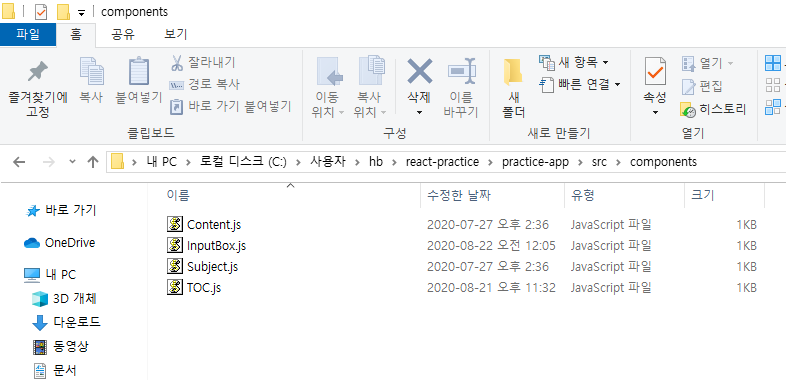 components
파일 홈 공유 보기
즐겨찾기에 고정
복사
붙여넣기
잘라내기
경로 복사
바로 가기 붙여넣기
클립보드
이동 위치
복사 위치
삭제
이름 바꾸기
구성
새 폴더
새 항목
빠른 연결
새로 만들기
속성
열기
편집
히스토리
열기
내 PC > 로컬 디스크 (C:) > 사용자 > hb > react-practice > practice-app > src > components
이름 수정한 날짜 유형 크기
Content.js 2020-07-27 오후 2:36 JavaScript 파일 1KB
InputBox.js 2020-08-22 오전 12:05 JavaScript 파일 1KB
Subject.js 2020-07-27 오후 2:36 JavaScript 파일 1KB
TOC.js 2020-08-21 오후 11:32 JavaScript 파일 1KB
바로 가기
OneDrive
내 PC
3D 개체
다운로드
동영상
문서